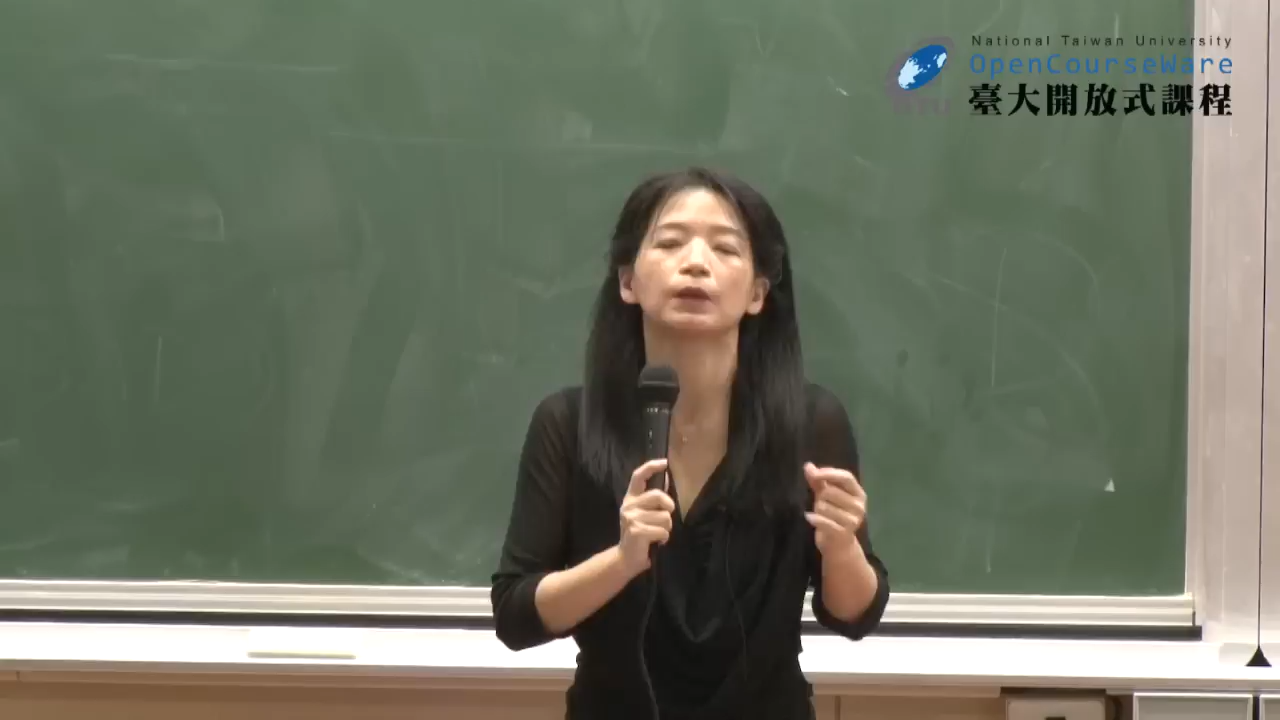 National Taiwan University
OpenCourseWare
臺大開放式課程